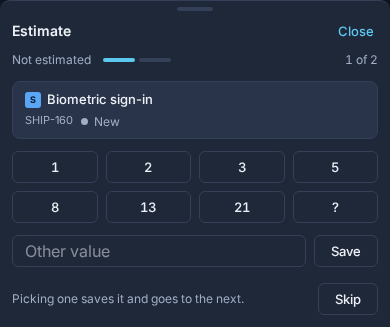 Estimate Close
Not estimated 1 of 2
S Biometric sign-in
SHIP-160 New
1 2 3 5
8 13 21 ?
Other value Save
Picking one saves it and goes to the next. Skip